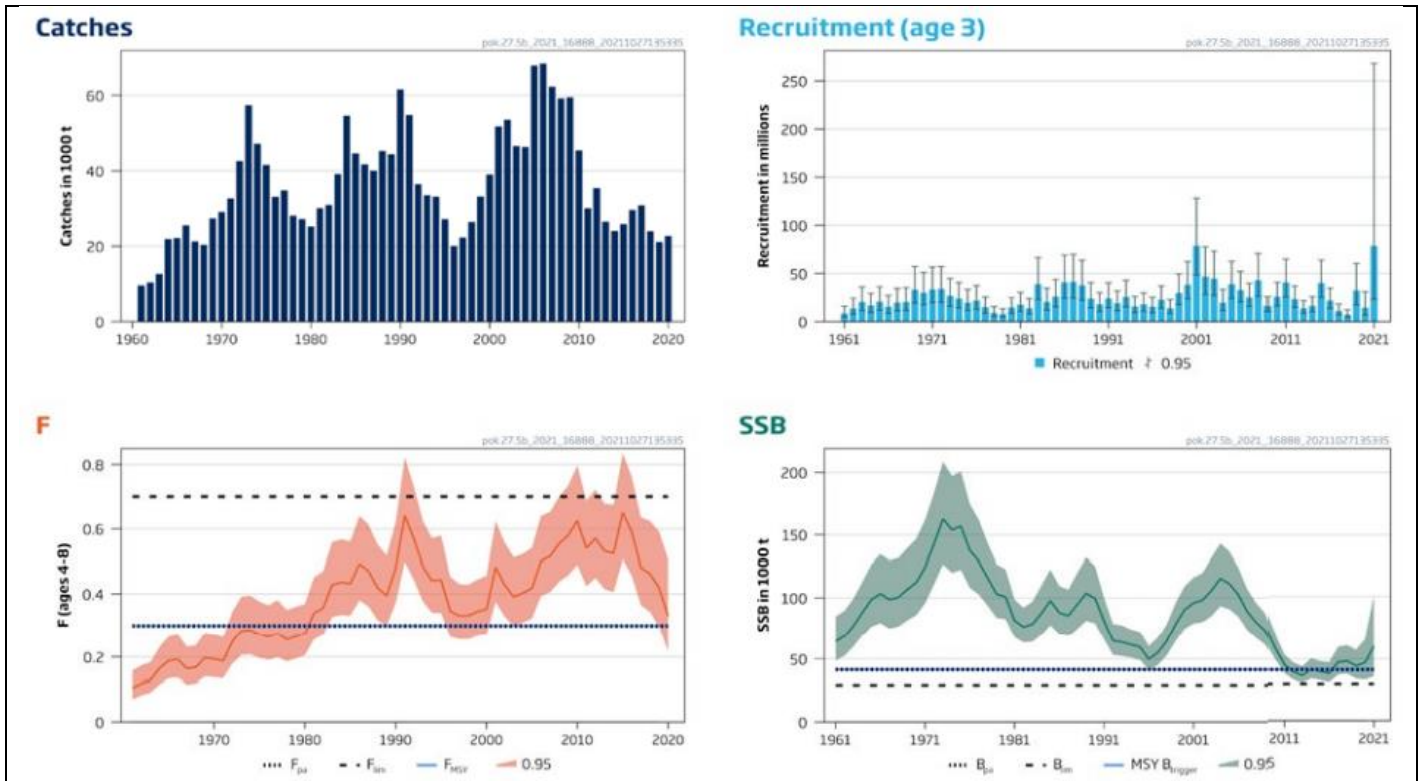 Catches
pok.27.5b_2021_16888_20211027135335
Catches in 1000 t
60
40
20
0
1960 1970 1980 1990 2000 2010 2020
Recruitment (age 3)
pok.27.5b_2021_16888_20211027135335
Recruitment in millions
250
200
150
100
50
0
1961 1971 1981 1991 2001 2011 2021
Recruitment 0.95
F
pok.27.5b_2021_16888_20211027135335
F (ages 4-8)
0.8
0.6
0.4
0.2
0
1970 1980 1990 2000 2010 2020
Fpa Flim FMSY 0.95
SSB
pok.27.5b_2021_16888_20211027135335
SSB in 1000 t
200
150
100
50
0
1961 1971 1981 1991 2001 2011 2021
Bpa Blim MSY Btrigger 0.95